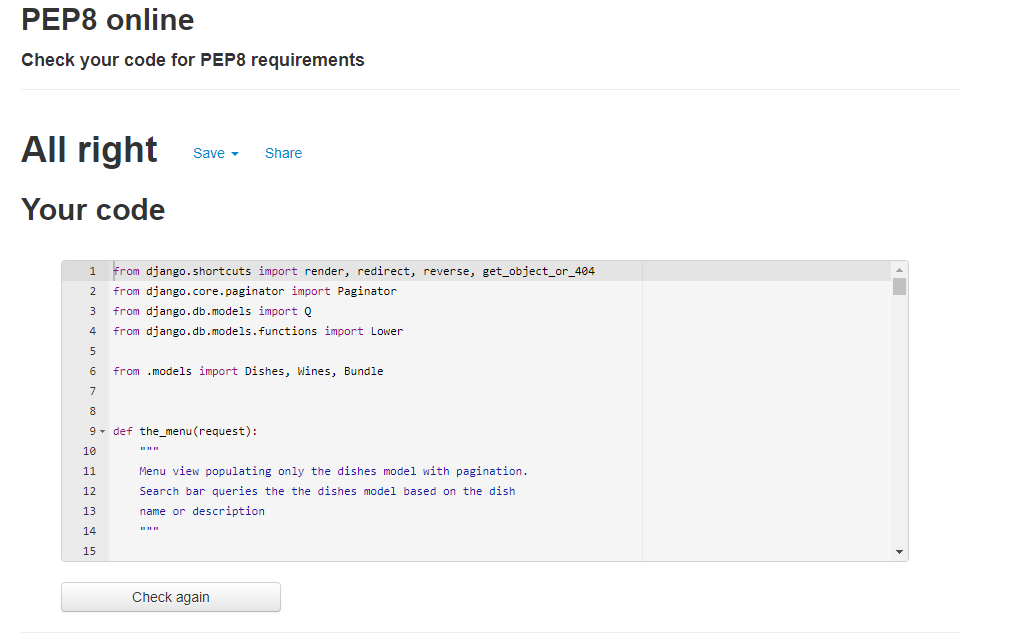 PEP8 online
Check your code for PEP8 requirements
All right Save Share
Your code
1 from django.shortcuts import render, redirect, reverse, get_object_or_404
2 from django.core.paginator import Paginator
3 from django.db.models import Q
4 from django.db.models.functions import Lower
5
6 from .models import Dishes, Wines, Bundle
7
8
9 def the_menu(request):
10 """
11 Menu view populating only the dishes model with pagination.
12 Search bar queries the the dishes model based on the dish
13 name or description
14 """
15
Check again